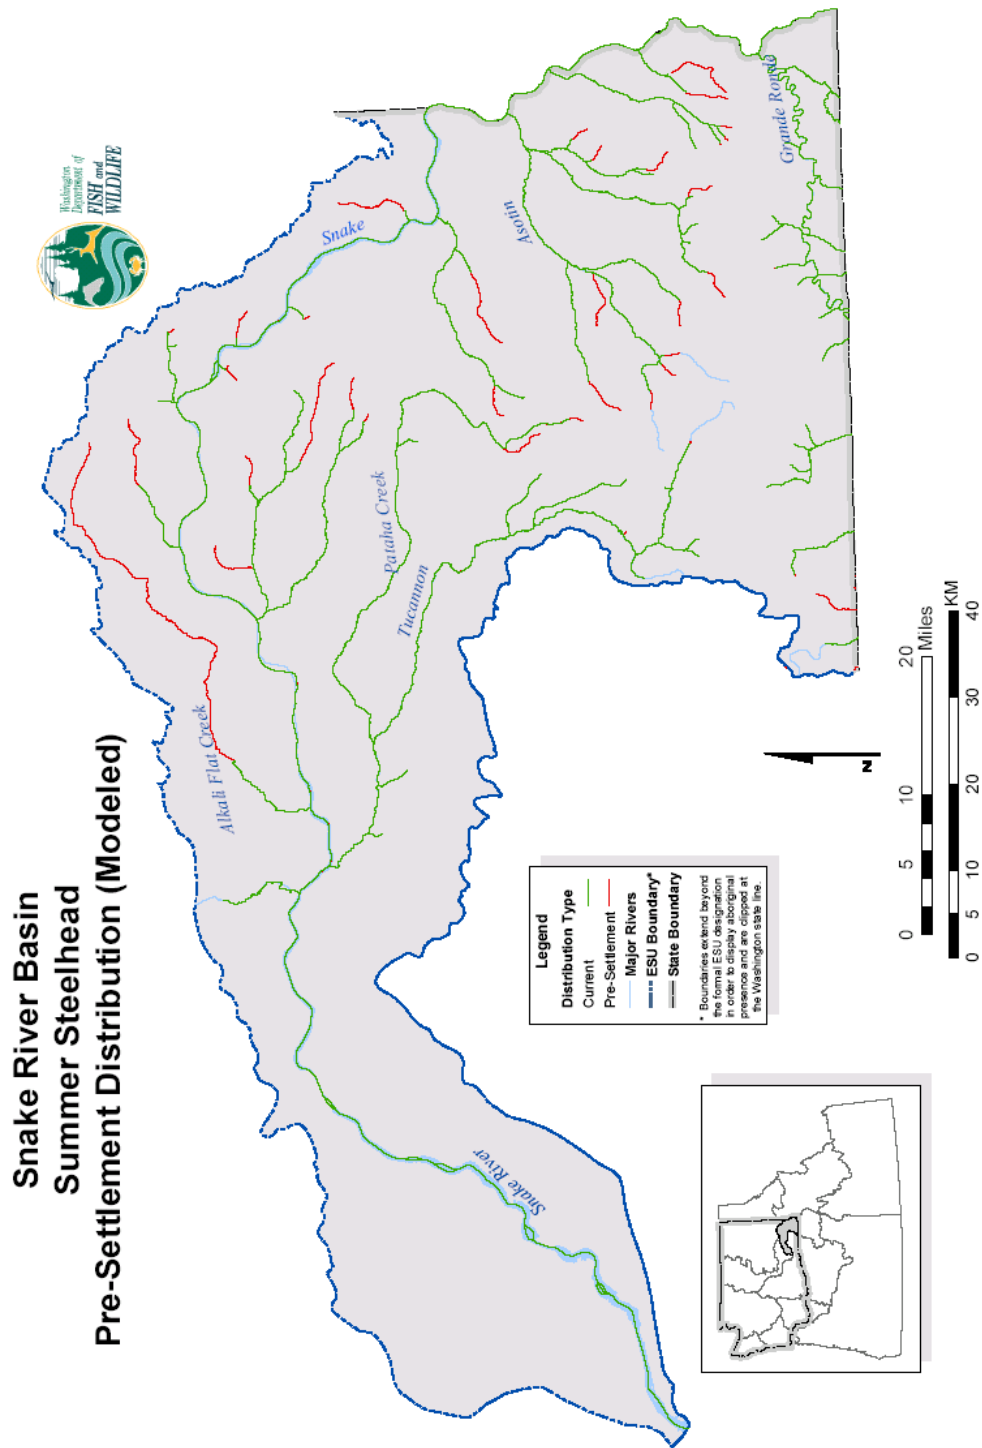 Snake River Basin
Summer Steelhead
Pre-Settlement Distribution (Modeled)
Washington
Department of
FISH and
WILDLIFE
Alkali Flat Creek
Snake
Pataha Creek
Tucannon
Asotin
Grande Ronde
Snake River
Legend
Distribution Type
Current
Pre-Settlement
Major Rivers
ESU Boundary*
State Boundary
* Boundaries extend beyond
the formal ESU designation
in order to display aboriginal
presence and are clipped at
the Washington state line.
N
0 5 10 20
Miles
0 5 10 20 30 40
KM